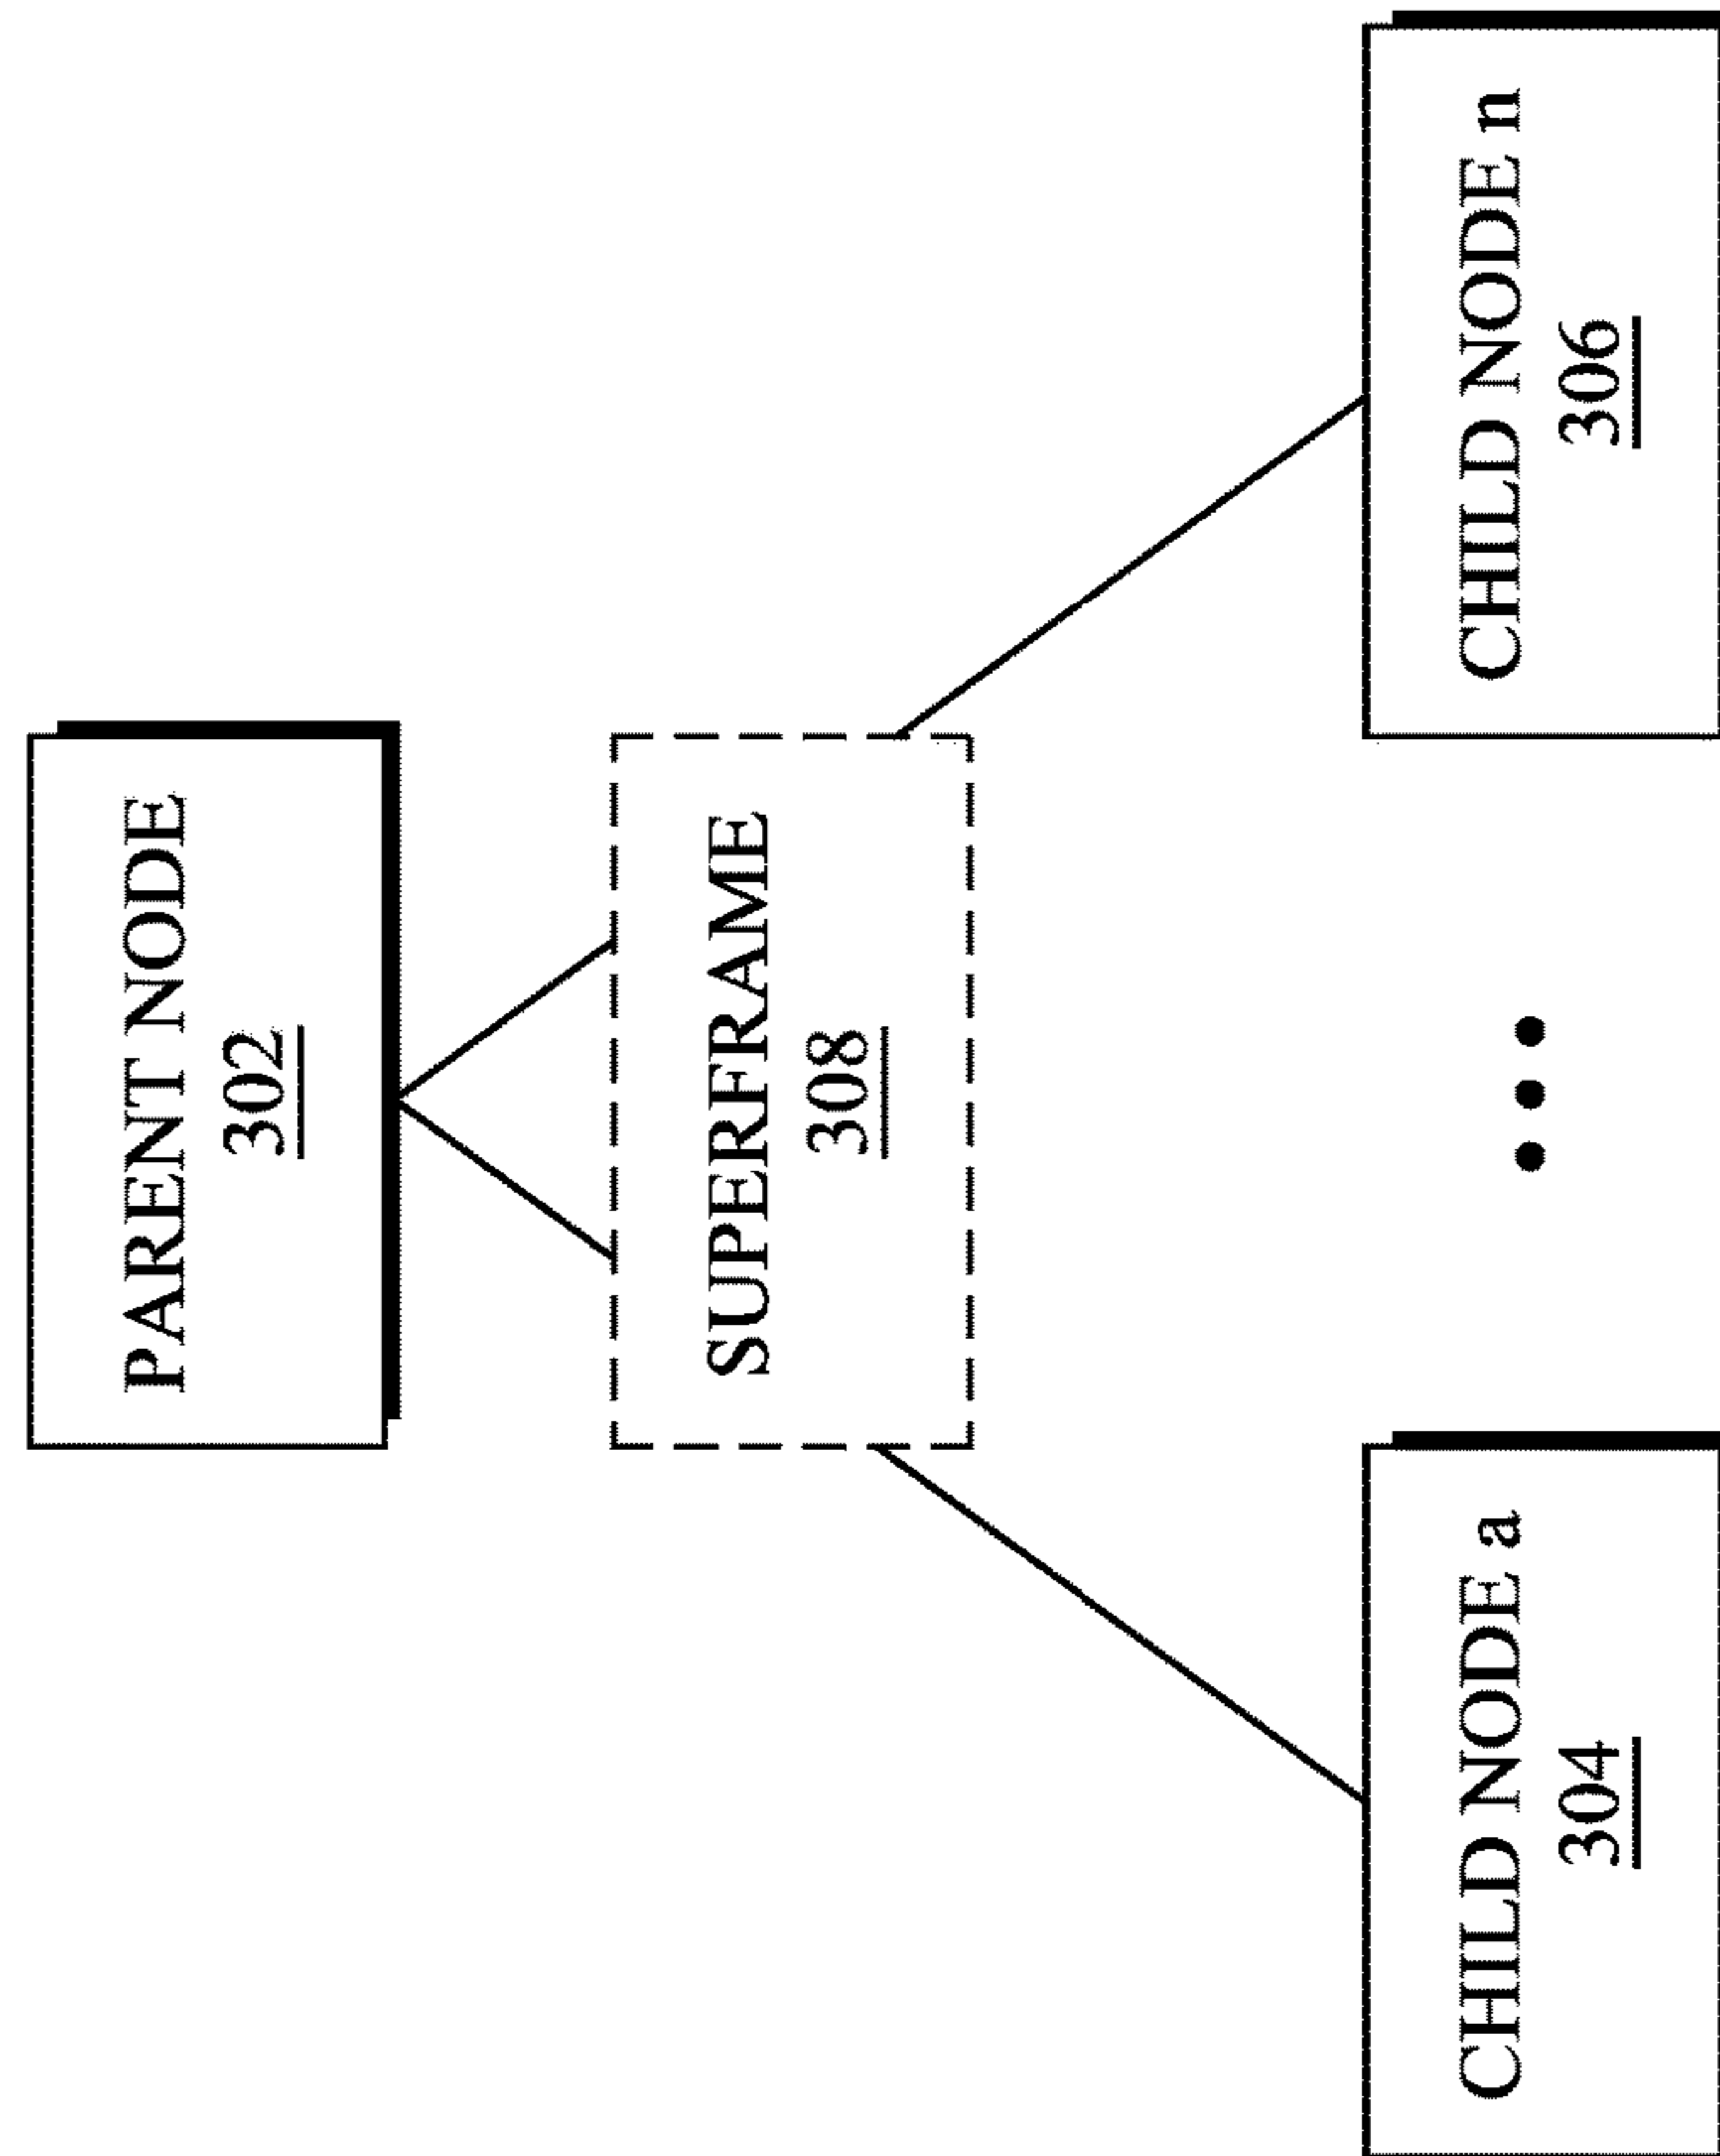 PARENT NODE
302
SUPERFRAME
308
CHILD NODE a
304
CHILD NODE n
306